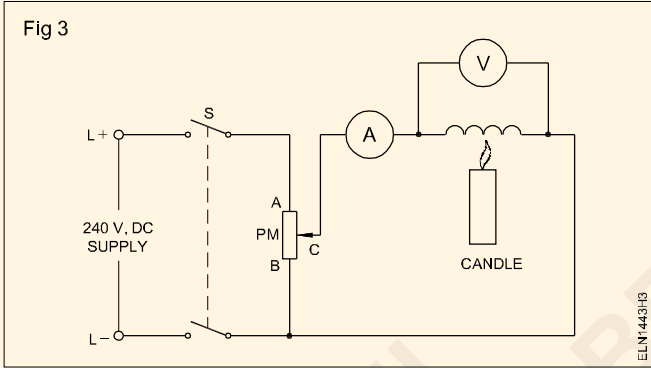 Fig 3
V
S
L+
A
A
240 V, DC
SUPPLY
PM
C
B
CANDLE
L–
ELN1443H3